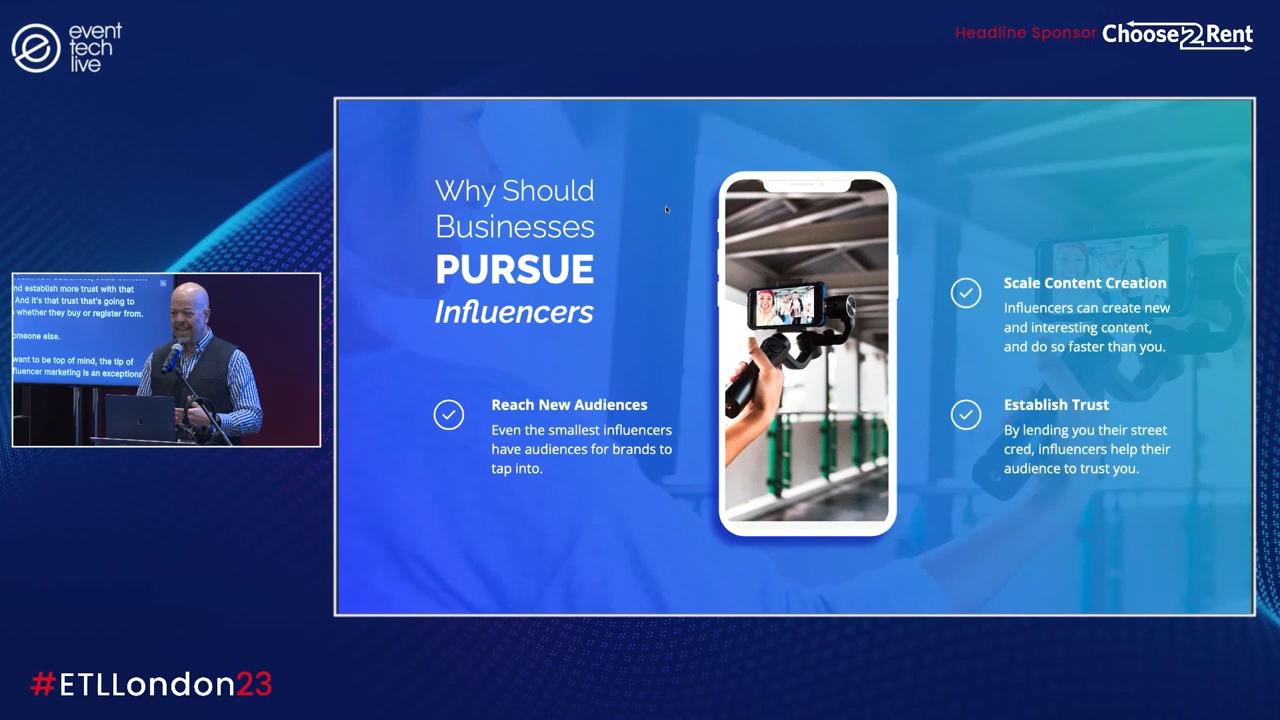 event
tech
live
Headline Sponsor Choose2Rent
Why Should
Businesses
PURSUE
Influencers
Reach New Audiences
Even the smallest influencers
have audiences for brands to
tap into.
Scale Content Creation
Influencers can create new
and interesting content,
and do so faster than you.
Establish Trust
By lending you their street
cred, influencers help their
audience to trust you.
nd establish more trust with that
And it's that trust that's going to
whether they buy or register from.
omeone else.
want to be top of mind, the tip of
fluencer marketing is an exceptiona
#ETLLondon23